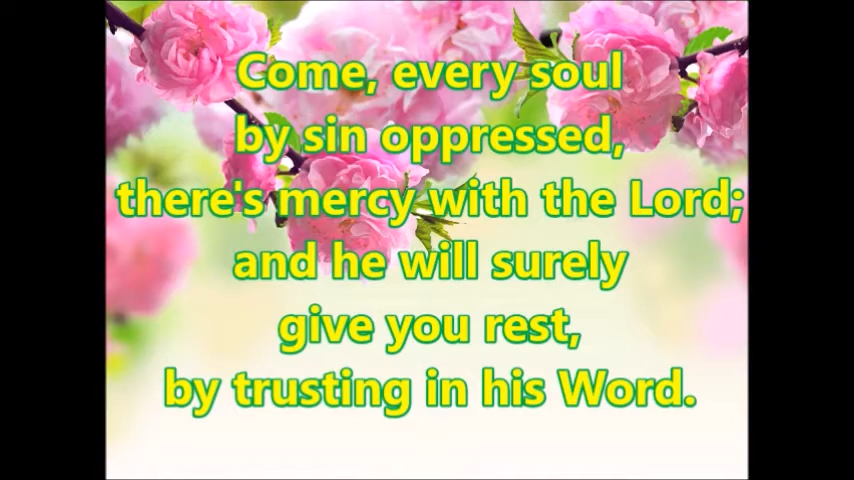 Come, every soul
by sin oppressed,
there's mercy with the Lord;
and he will surely
give you rest,
by trusting in his Word.